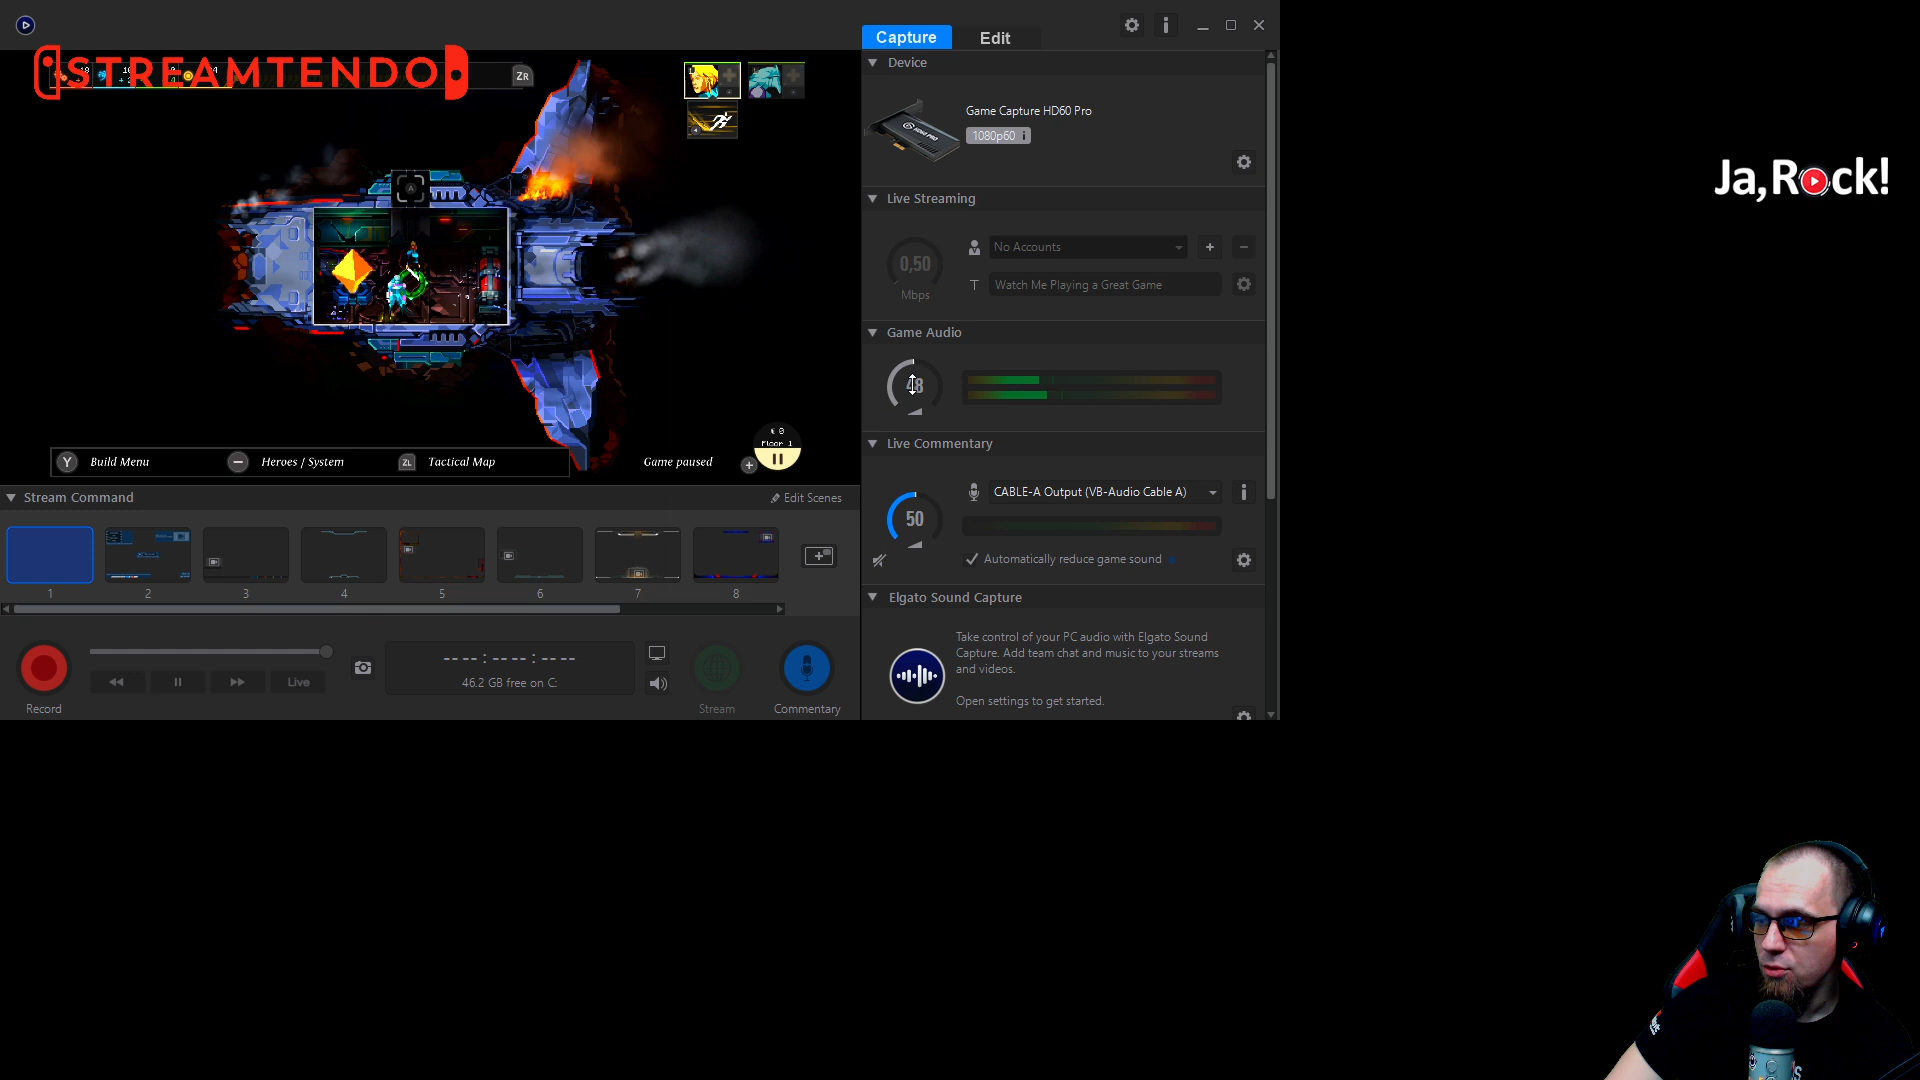 Capture
Edit
STREAMTENDO
ZR
Device
Game Capture HD60 Pro
1080p60 i
Ja,Rock!
Live Streaming
0,50
Mbps
No Accounts
T
Watch Me Playing a Great Game
Game Audio
48
A
0
Floor 1
Y Build Menu
Heroes / System
ZL Tactical Map
Game paused
Live Commentary
50
CABLE-A Output (VB-Audio Cable A)
Automatically reduce game sound
Stream Command
Edit Scenes
1
2
3
4
5
6
7
8
Elgato Sound Capture
Take control of your PC audio with Elgato Sound
Capture. Add team chat and music to your streams
and videos.
Open settings to get started.
-- -- : -- -- : -- --
46.2 GB free on C:
Live
Record
Stream
Commentary